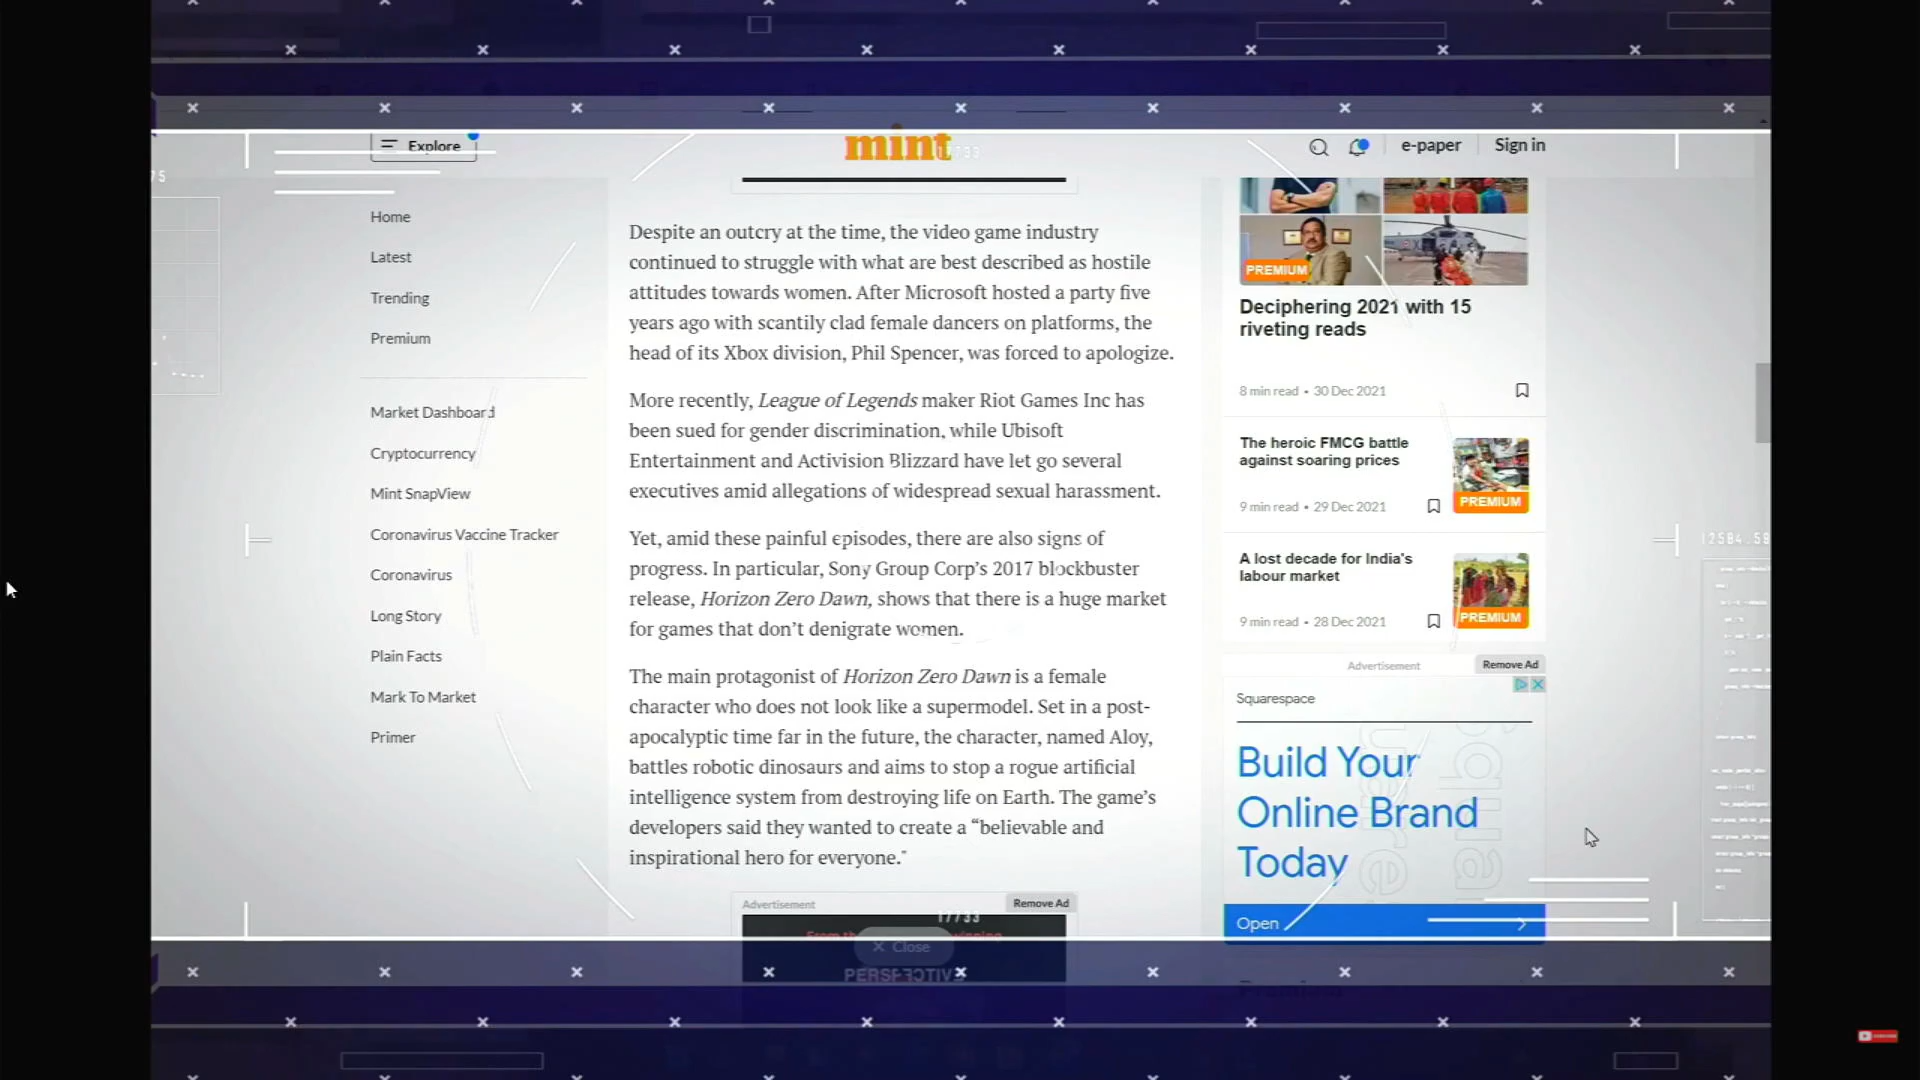 Explore
mint
17733
e-paper
Sign in
75
Home
Latest
Trending
Premium
Market Dashboard
Cryptocurrency
Mint SnapView
Coronavirus Vaccine Tracker
Coronavirus
Long Story
Plain Facts
Mark To Market
Primer
Despite an outcry at the time, the video game industry
continued to struggle with what are best described as hostile
attitudes towards women. After Microsoft hosted a party five
years ago with scantily clad female dancers on platforms, the
head of its Xbox division, Phil Spencer, was forced to apologize.
More recently, League of Legends maker Riot Games Inc has
been sued for gender discrimination, while Ubisoft
Entertainment and Activision Blizzard have let go several
executives amid allegations of widespread sexual harassment.
Yet, amid these painful episodes, there are also signs of
progress. In particular, Sony Group Corp’s 2017 blockbuster
release, Horizon Zero Dawn, shows that there is a huge market
for games that don’t denigrate women.
The main protagonist of Horizon Zero Dawn is a female
character who does not look like a supermodel. Set in a post-
apocalyptic time far in the future, the character, named Aloy,
battles robotic dinosaurs and aims to stop a rogue artificial
intelligence system from destroying life on Earth. The game’s
developers said they wanted to create a “believable and
inspirational hero for everyone."
Advertisement
Remove Ad
17733
From the
Close
PREMIUM
Deciphering 2021 with 15
riveting reads
8 min read • 30 Dec 2021
The heroic FMCG battle
against soaring prices
9 min read • 29 Dec 2021
PREMIUM
A lost decade for India's
labour market
9 min read • 28 Dec 2021
PREMIUM
Advertisement
Remove Ad
Squarespace
Build Your
Online Brand
Today
Open